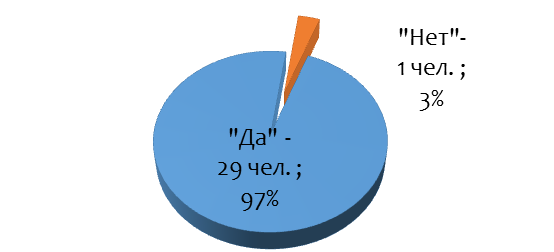 "Нет"-
1 чел. ;
3%
"Да" -
29 чел. ;
97%